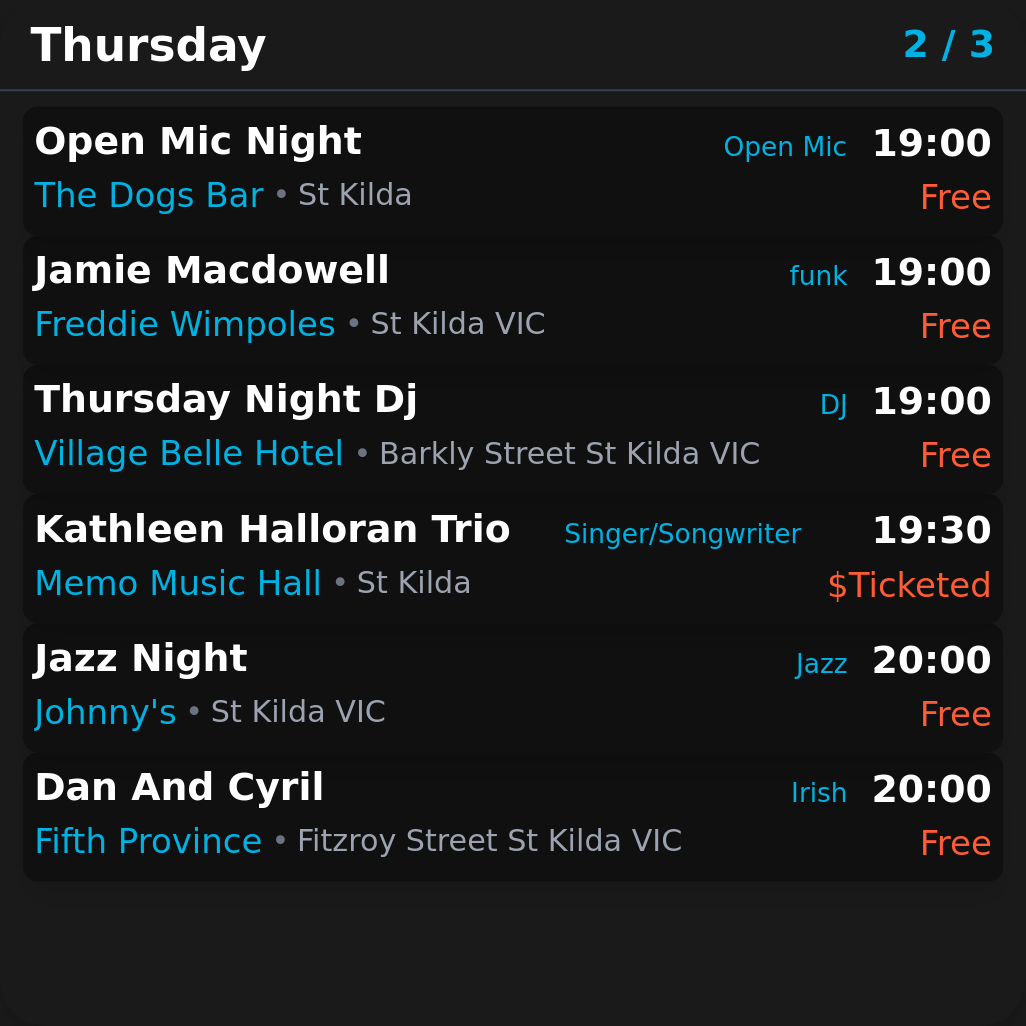 Thursday 2 / 3
Open Mic Night Open Mic 19:00
The Dogs Bar • St Kilda Free
Jamie Macdowell funk 19:00
Freddie Wimpoles • St Kilda VIC Free
Thursday Night Dj DJ 19:00
Village Belle Hotel • Barkly Street St Kilda VIC Free
Kathleen Halloran Trio Singer/Songwriter 19:30
Memo Music Hall • St Kilda $Ticketed
Jazz Night Jazz 20:00
Johnny's • St Kilda VIC Free
Dan And Cyril Irish 20:00
Fifth Province • Fitzroy Street St Kilda VIC Free